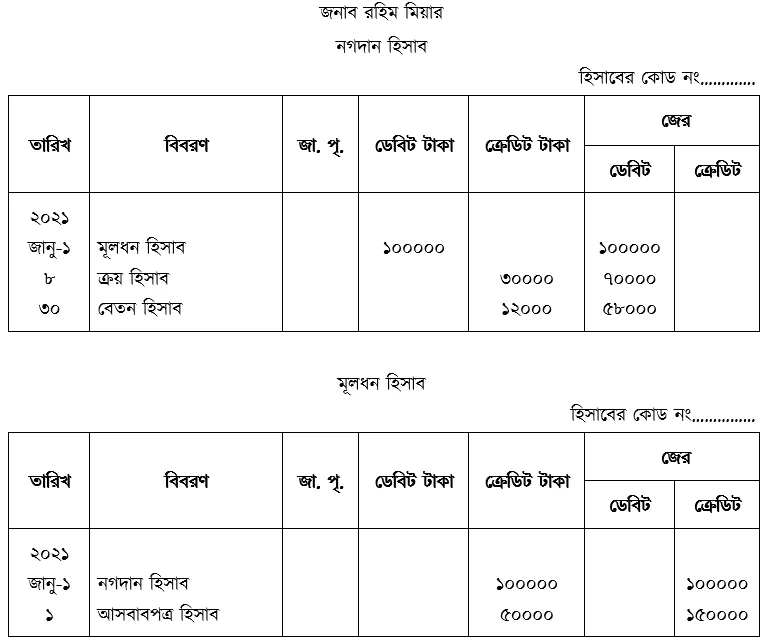 জনাব রহিম মিয়ার
নগদান হিসাব
হিসাবের কোড নং.............
তারিখ বিবরণ জা. পৃ. ডেবিট টাকা ক্রেডিট টাকা জের
ডেবিট ক্রেডিট
২০২১
জানু-১ মূলধন হিসাব ১০০০০০ ১০০০০০
৮ ক্রয় হিসাব ৩০০০০ ৭০০০০
৩০ বেতন হিসাব ১২০০০ ৫৮০০০
মূলধন হিসাব
হিসাবের কোড নং...............
তারিখ বিবরণ জা. পৃ. ডেবিট টাকা ক্রেডিট টাকা জের
ডেবিট ক্রেডিট
২০২১
জানু-১ নগদান হিসাব ১০০০০০ ১০০০০০
১ আসবাবপত্র হিসাব ৫০০০০ ১৫০০০০